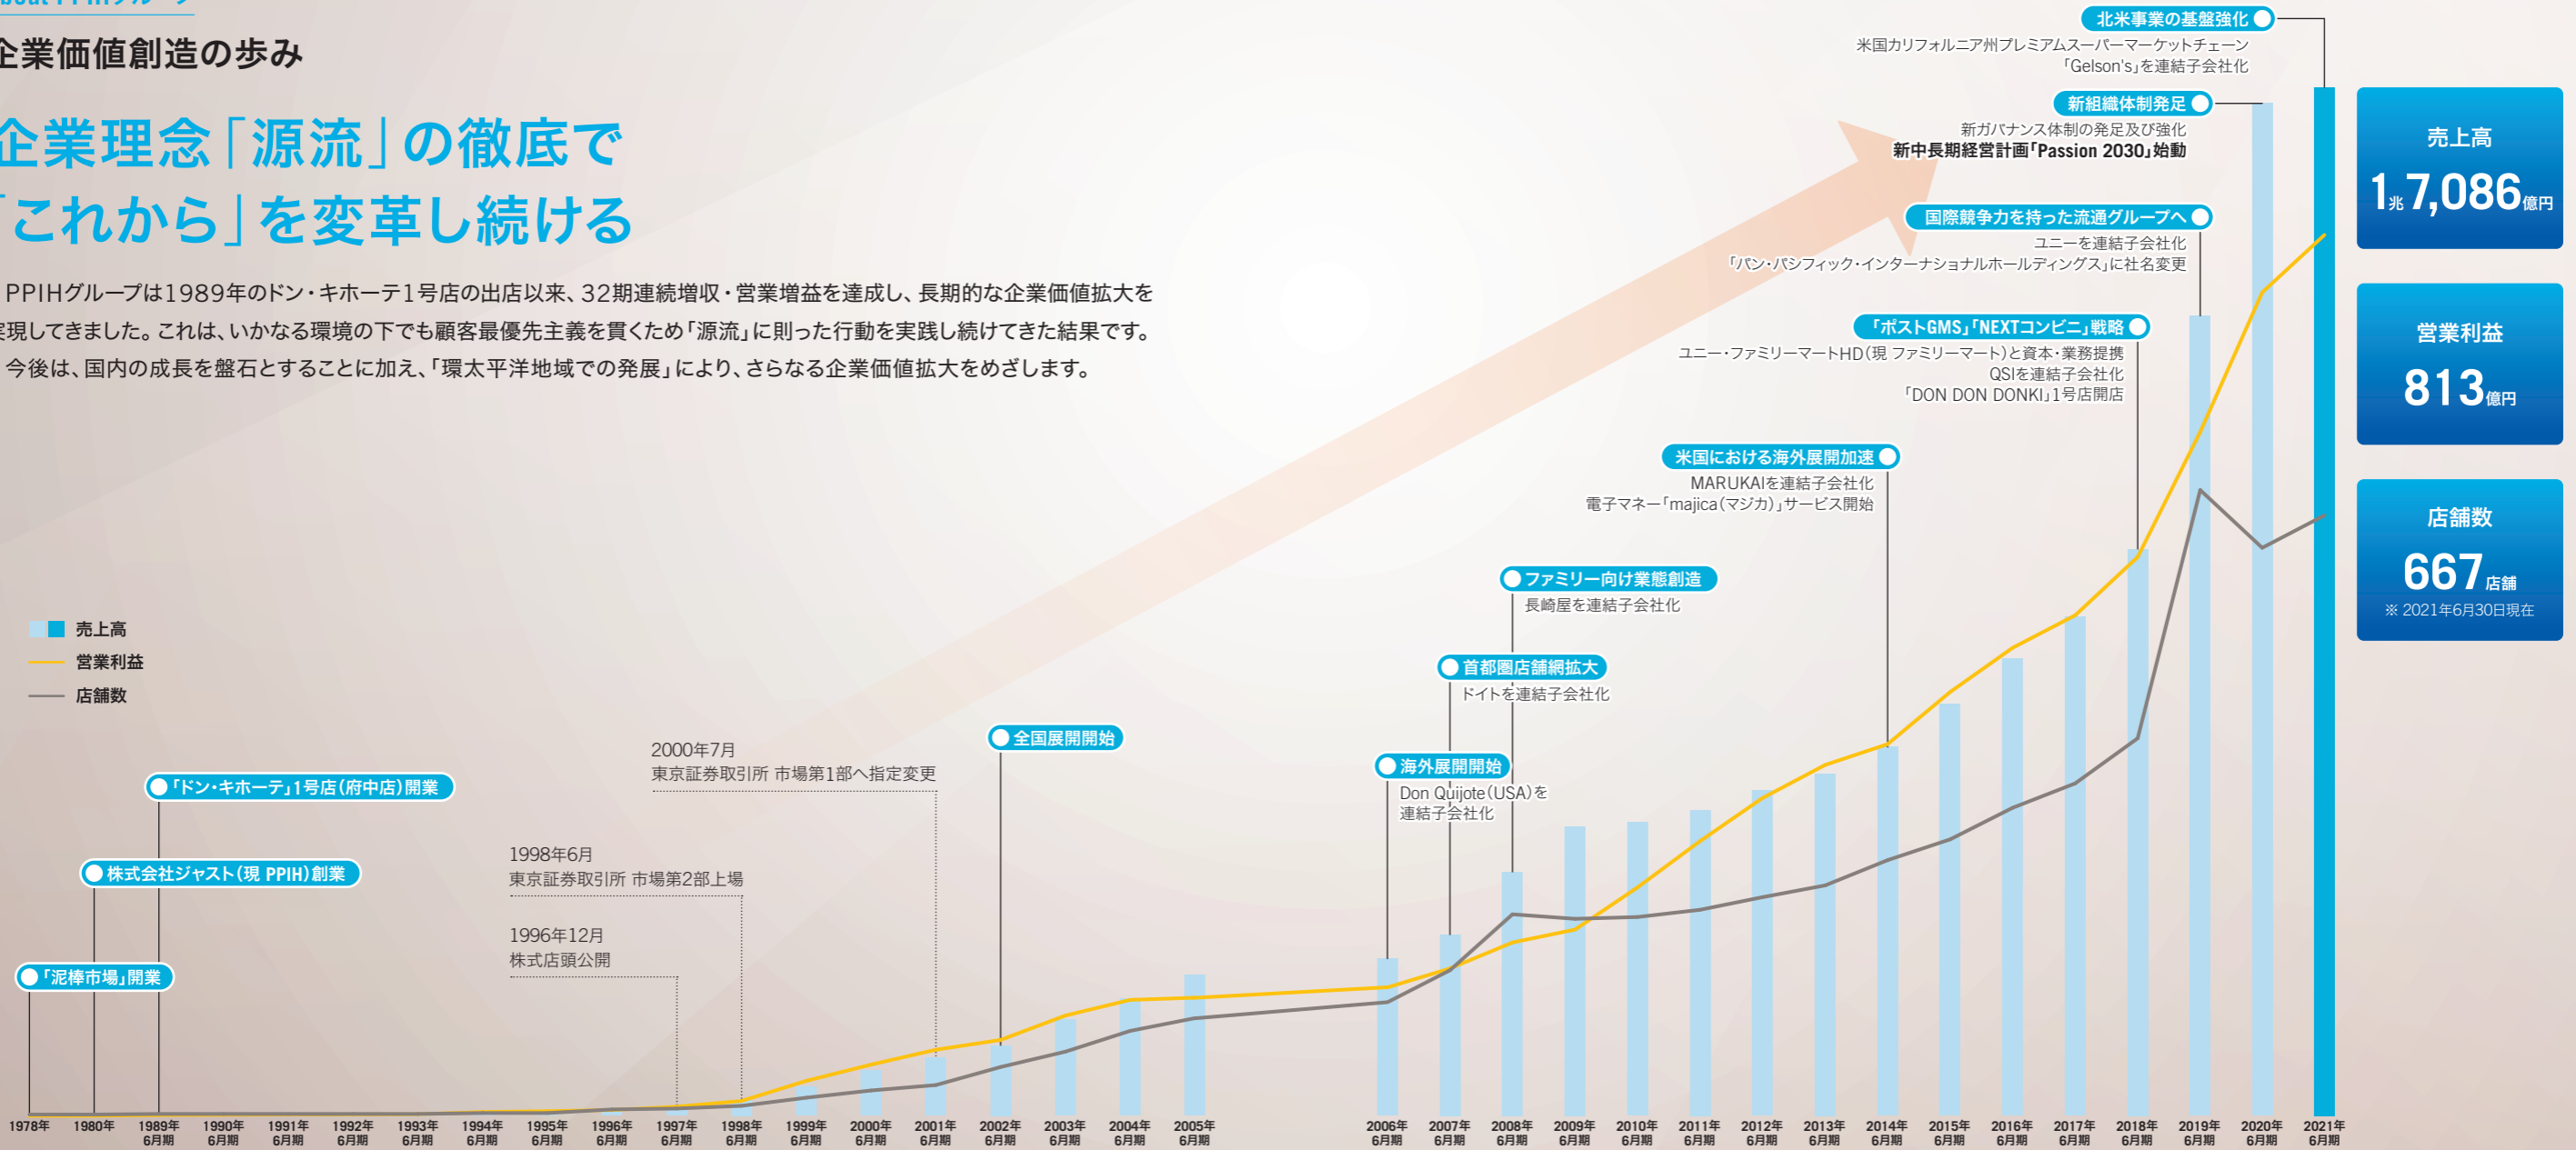 企業価値創造の歩み
企業理念「源流」の徹底で
「これから」を変革し続ける
PPIHグループは1989年のドン・キホーテ1号店の出店以来、32期連続増収・営業増益を達成し、長期的な企業価値拡大を
実現してきました。これは、いかなる環境の下でも顧客最優先主義を貫くため「源流」に則った行動を実践し続けてきた結果です。
今後は、国内の成長を盤石とすることに加え、「環太平洋地域での発展」により、さらなる企業価値拡大をめざします。
売上高
営業利益
店舗数
「泥棒市場」開業
株式会社ジャスト（現 PPIH）創業
「ドン・キホーテ」1号店（府中店）開業
1996年12月
株式店頭公開
1998年6月
東京証券取引所 市場第2部上場
2000年7月
東京証券取引所 市場第1部へ指定変更
全国展開開始
海外展開開始
Don Quijote（USA）を
連結子会社化
首都圏店舗網拡大
ドイトを連結子会社化
ファミリー向け業態創造
長崎屋を連結子会社化
米国における海外展開加速
MARUKAIを連結子会社化
電子マネー「majica（マジカ）」サービス開始
「ポストGMS」「NEXTコンビニ」戦略
ユニー・ファミリーマートHD（現 ファミリーマート）と資本・業務提携
QSIを連結子会社化
「DON DON DONKI」1号店開店
国際競争力を持った流通グループへ
ユニーを連結子会社化
「パン・パシフィック・インターナショナルホールディングス」に社名変更
新組織体制発足
新ガバナンス体制の発足及び強化
新中長期経営計画「Passion 2030」始動
北米事業の基盤強化
米国カリフォルニア州プレミアムスーパーマーケットチェーン
「Gelson's」を連結子会社化
売上高
1兆7,086億円
営業利益
813億円
店舗数
667店舗
※ 2021年6月30日現在
1978年 1980年 1989年 1990年 1991年 1992年 1993年 1994年 1995年 1996年 1997年 1998年 1999年 2000年 2001年 2002年 2003年 2004年 2005年 2006年 2007年 2008年 2009年 2010年 2011年 2012年 2013年 2014年 2015年 2016年 2017年 2018年 2019年 2020年 2021年
6月期 6月期 6月期 6月期 6月期 6月期 6月期 6月期 6月期 6月期 6月期 6月期 6月期 6月期 6月期 6月期 6月期 6月期 6月期 6月期 6月期 6月期 6月期 6月期 6月期 6月期 6月期 6月期 6月期 6月期 6月期 6月期 6月期